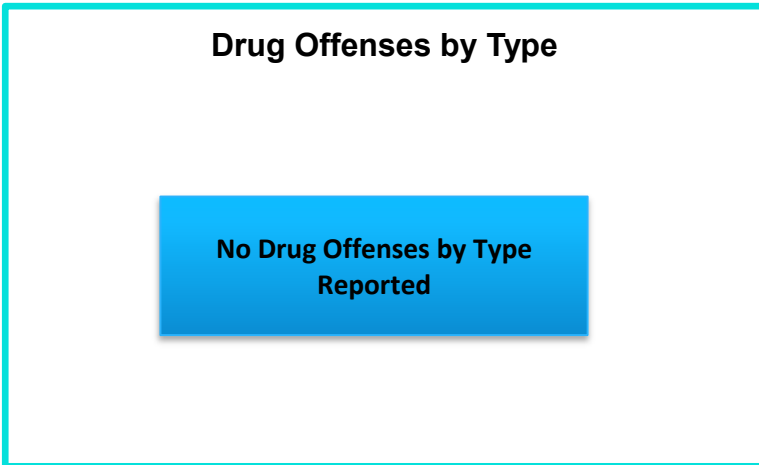 Drug Offenses by Type
No Drug Offenses by Type
Reported